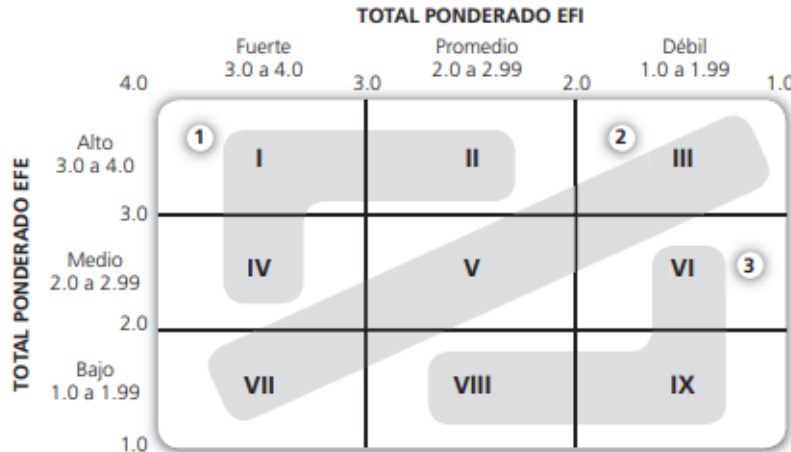 TOTAL PONDERADO EFI
Fuerte Promedio Débil
3.0 a 4.0 2.0 a 2.99 1.0 a 1.99
4.0 3.0 2.0 1.0
TOTAL PONDERADO EFE
Alto
3.0 a 4.0
1 I II 2 III
3.0
Medio
2.0 a 2.99
IV V VI 3
2.0
Bajo
1.0 a 1.99
VII VIII IX
1.0